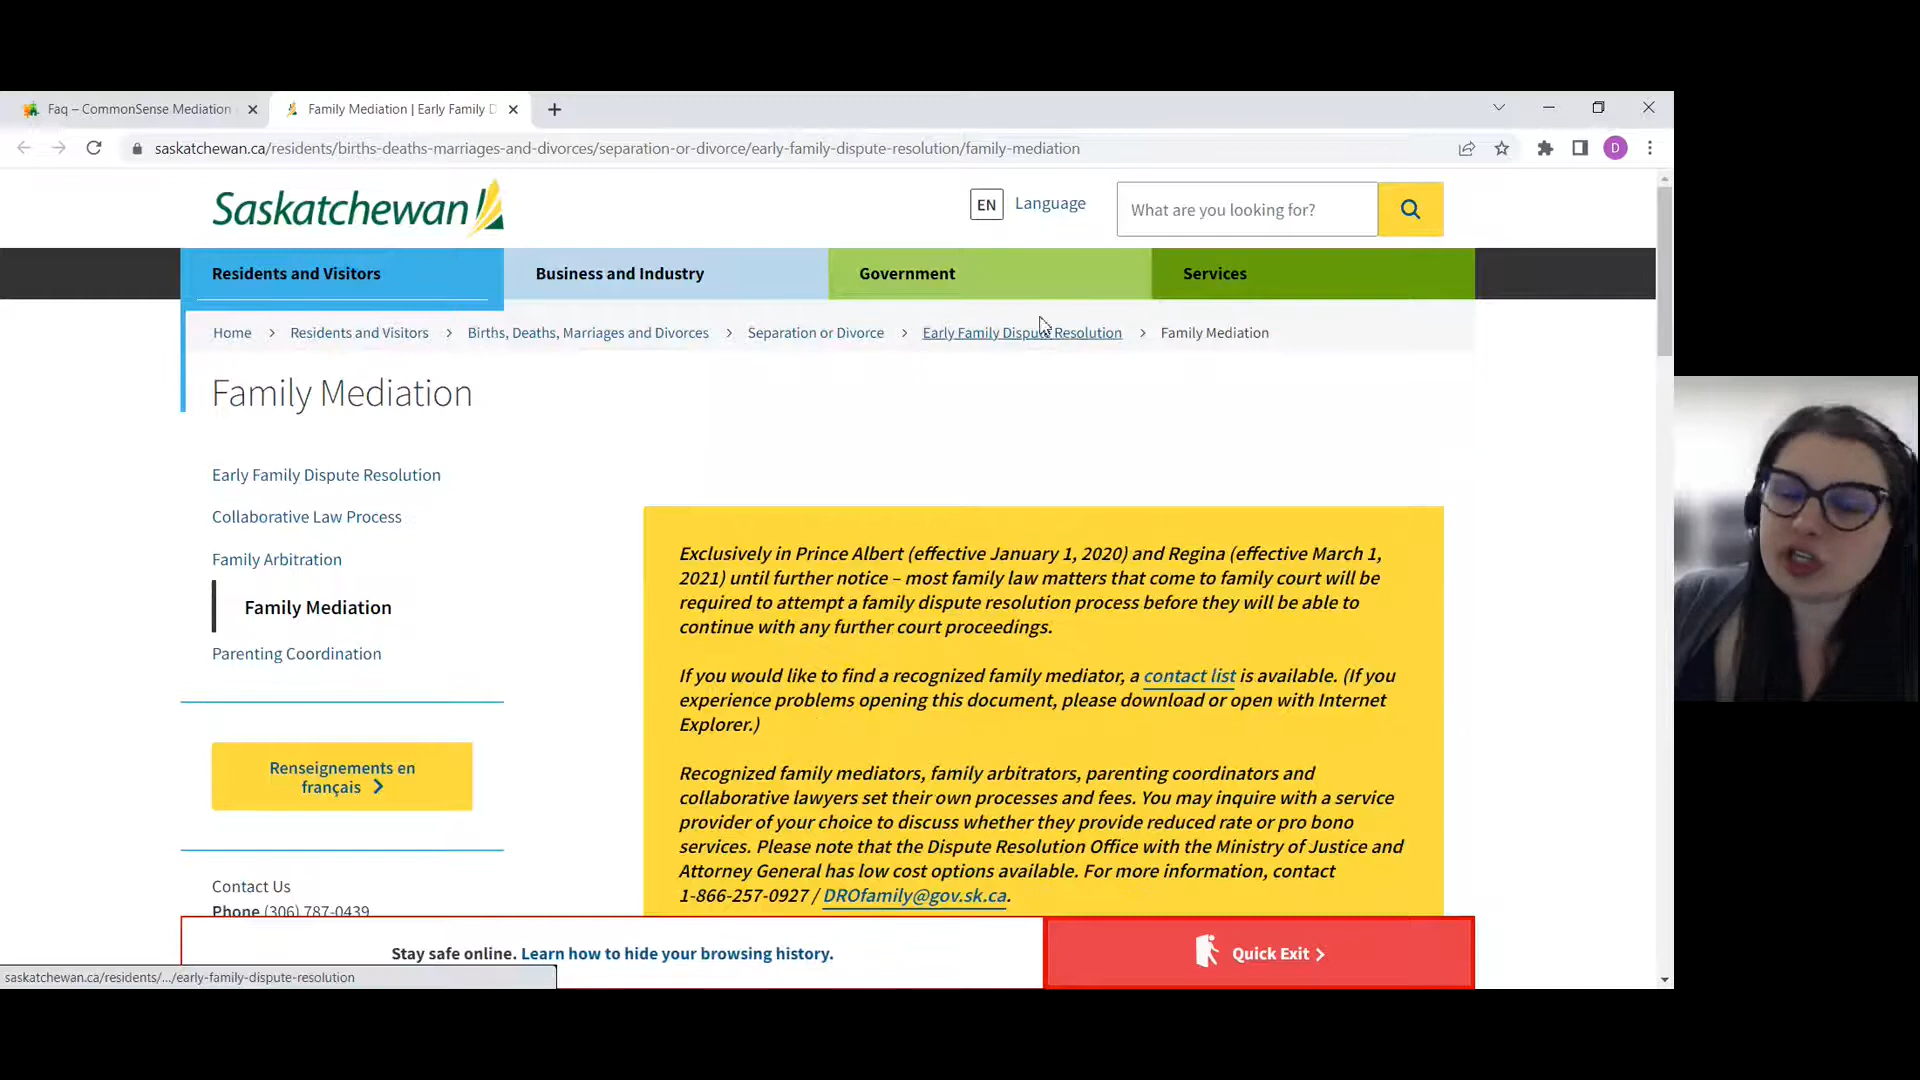 Faq – CommonSense Mediation
Family Mediation | Early Family D
saskatchewan.ca/residents/births-deaths-marriages-and-divorces/separation-or-divorce/early-family-dispute-resolution/family-mediation
D
Saskatchewan
EN Language
What are you looking for?
Residents and Visitors
Business and Industry
Government
Services
Home > Residents and Visitors > Births, Deaths, Marriages and Divorces > Separation or Divorce > Early Family Dispute Resolution > Family Mediation
Family Mediation
Early Family Dispute Resolution
Collaborative Law Process
Family Arbitration
Family Mediation
Parenting Coordination
Renseignements en
français >
Contact Us
Phone (306) 787-0439
Exclusively in Prince Albert (effective January 1, 2020) and Regina (effective March 1,
2021) until further notice – most family law matters that come to family court will be
required to attempt a family dispute resolution process before they will be able to
continue with any further court proceedings.
If you would like to find a recognized family mediator, a contact list is available. (If you
experience problems opening this document, please download or open with Internet
Explorer.)
Recognized family mediators, family arbitrators, parenting coordinators and
collaborative lawyers set their own processes and fees. You may inquire with a service
provider of your choice to discuss whether they provide reduced rate or pro bono
services. Please note that the Dispute Resolution Office with the Ministry of Justice and
Attorney General has low cost options available. For more information, contact
1-866-257-0927 / DROfamily@gov.sk.ca.
Stay safe online. Learn how to hide your browsing history.
Quick Exit >
saskatchewan.ca/residents/.../early-family-dispute-resolution